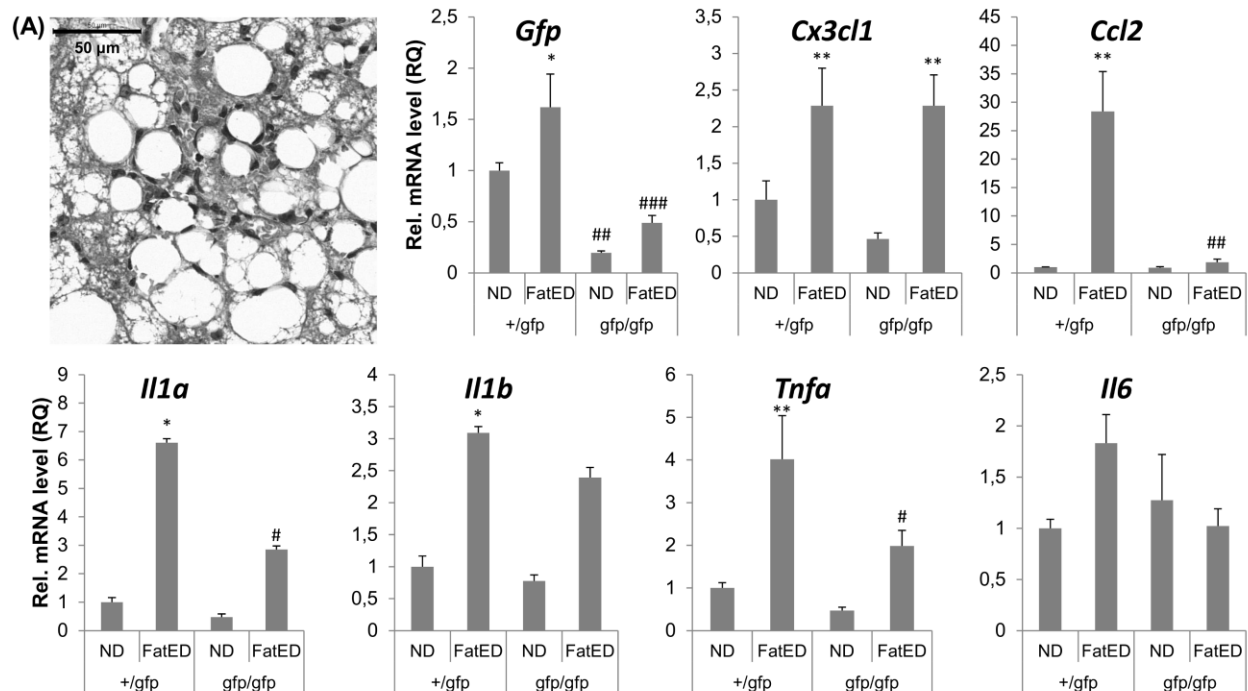 (A)
50 µm
Rel. mRNA level (RQ)
Gfp
2,5
2
1,5
1
0,5
0
*
##
###
ND FatED ND FatED
+/gfp gfp/gfp
Cx3cl1
3,5
3
2,5
2
1,5
1
0,5
0
**
**
ND FatED ND FatED
+/gfp gfp/gfp
Ccl2
45
40
35
30
25
20
15
10
5
0
**
##
ND FatED ND FatED
+/gfp gfp/gfp
Rel. mRNA level (RQ)
Il1a
9
8
7
6
5
4
3
2
1
0
*
#
ND FatED ND FatED
+/gfp gfp/gfp
Il1b
4
3,5
3
2,5
2
1,5
1
0,5
0
*
ND FatED ND FatED
+/gfp gfp/gfp
Tnfa
6
5
4
3
2
1
0
**
#
ND FatED ND FatED
+/gfp gfp/gfp
Il6
2,5
2
1,5
1
0,5
0
ND FatED ND FatED
+/gfp gfp/gfp